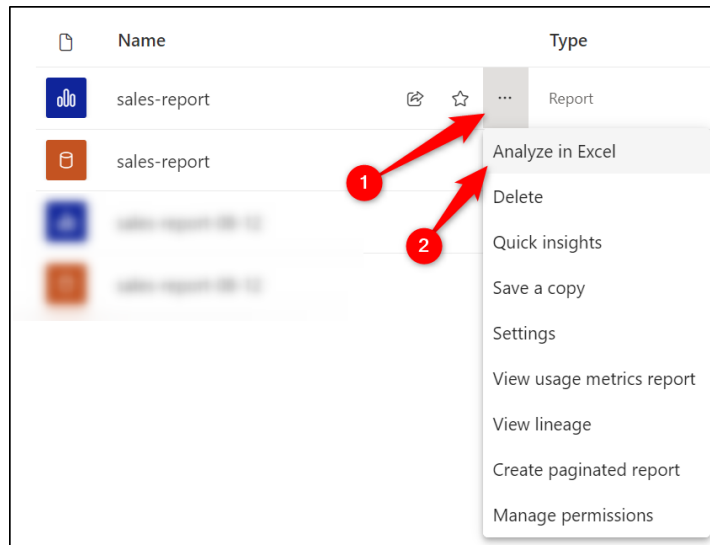 Name Type
sales-report ... Report
sales-report
1
Analyze in Excel
Delete
2
Quick insights
Save a copy
Settings
View usage metrics report
View lineage
Create paginated report
Manage permissions